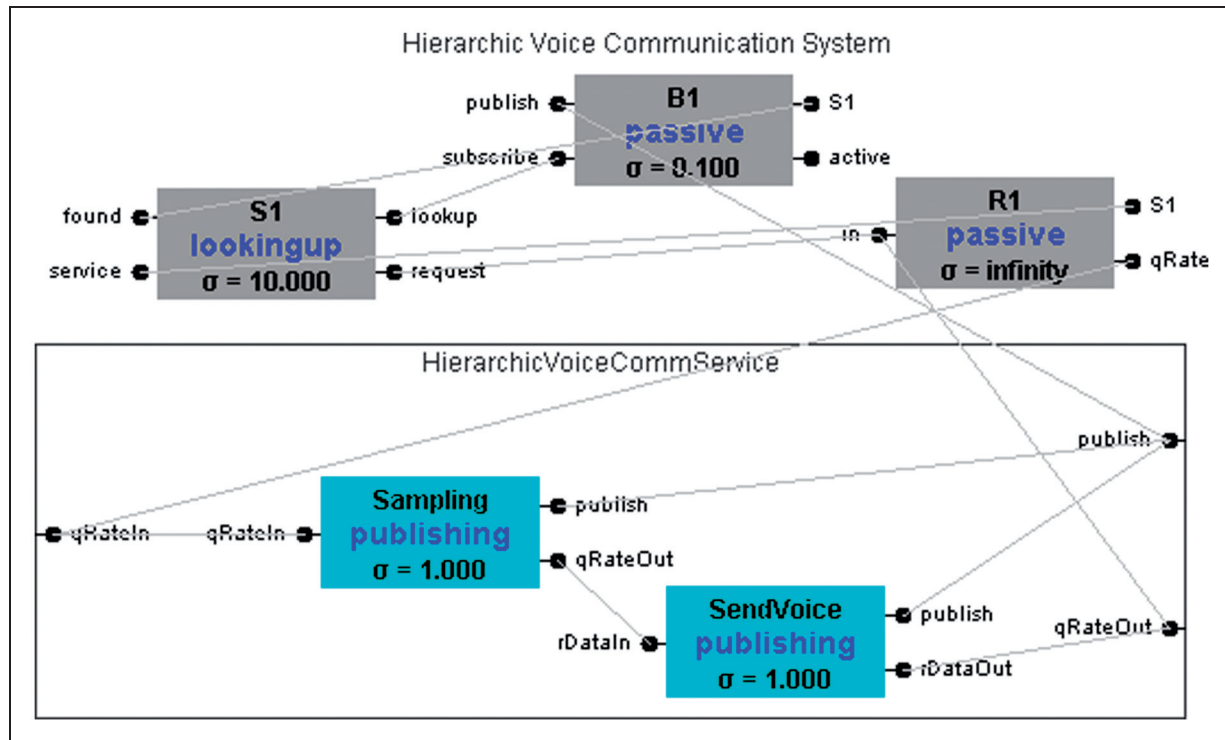 Hierarchic Voice Communication System
publish
B1
S1
passive
subscribe
active
σ = 0.100
found
S1
lookup
lookingup
service
request
σ = 10.000
R1
S1
in
passive
qRate
σ = infinity
HierarchicVoiceCommService
publish
Sampling
publish
qRateIn
qRateIn
publishing
qRateOut
σ = 1.000
SendVoice
publish
qRateOut
rDataIn
publishing
rDataOut
σ = 1.000